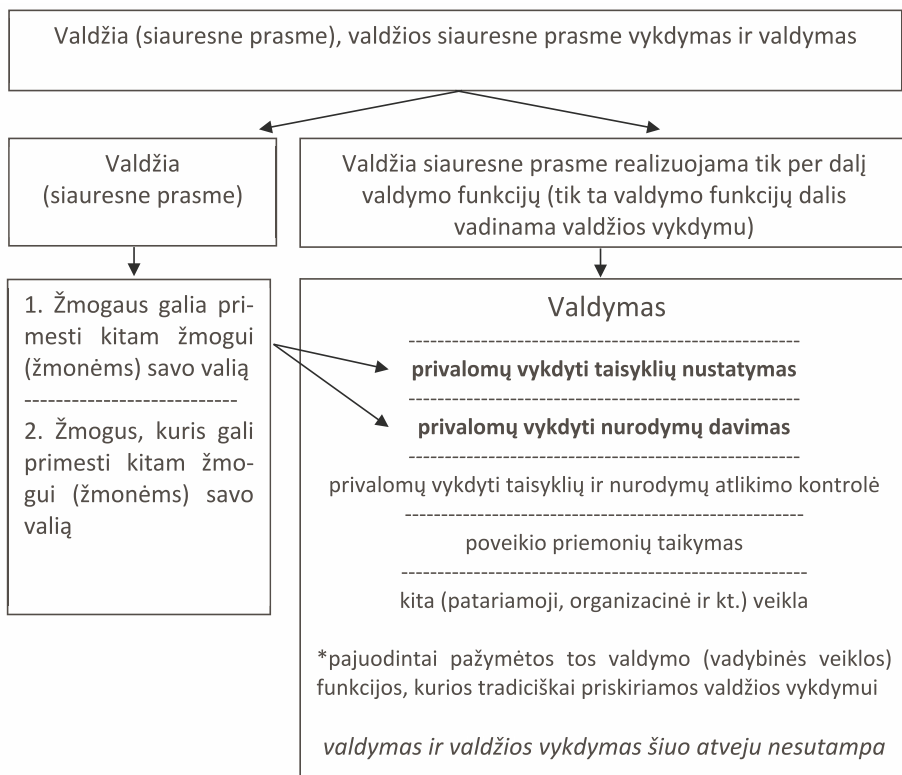 Valdžia (siauresne prasme), valdžios siauresne prasme vykdymas ir valdymas
Valdžia
(siauresne prasme)
Valdžia siauresne prasme realizuojama tik per dalį
valdymo funkcijų (tik ta valdymo funkcijų dalis
vadinama valdžios vykdymu)
1. Žmogaus galia pri-
mesti kitam žmogui
(žmonėms) savo valią
---------------------------
2. Žmogus, kuris gali
primesti kitam žmo-
gui (žmonėms) savo
valią
Valdymas
-------------------------------------------------------
privalomų vykdyti taisyklių nustatymas
-------------------------------------------------------
privalomų vykdyti nurodymų davimas
-------------------------------------------------------
privalomų vykdyti taisyklių ir nurodymų atlikimo kontrolė
-------------------------------------------------------
poveikio priemonių taikymas
-------------------------------------------------------
kita (patariamoji, organizacinė ir kt.) veikla
*pajuodintai pažymėtos tos valdymo (vadybinės veiklos)
funkcijos, kurios tradiciškai priskiriamos valdžios vykdymui
valdymas ir valdžios vykdymas šiuo atveju nesutampa